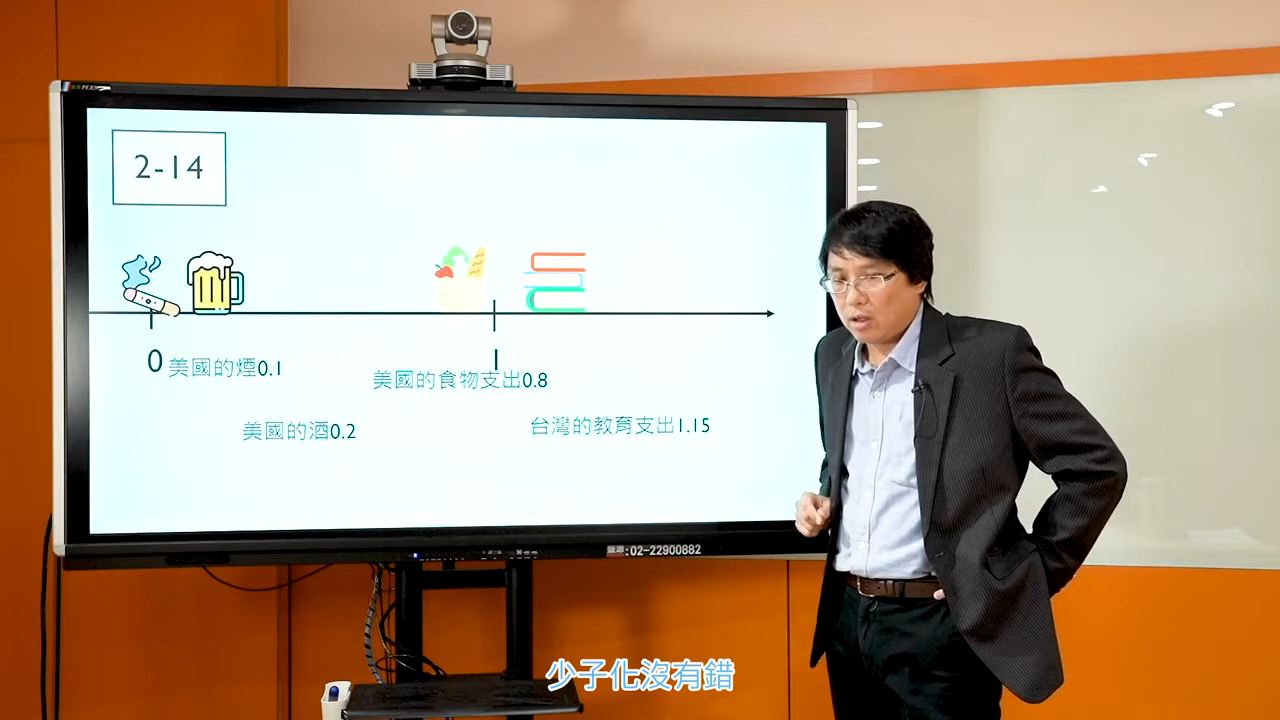 2-14
0
美國的煙0.1
1
美國的食物支出0.8
美國的酒0.2
台灣的教育支出1.15
:02-22900882
少子化沒有錯